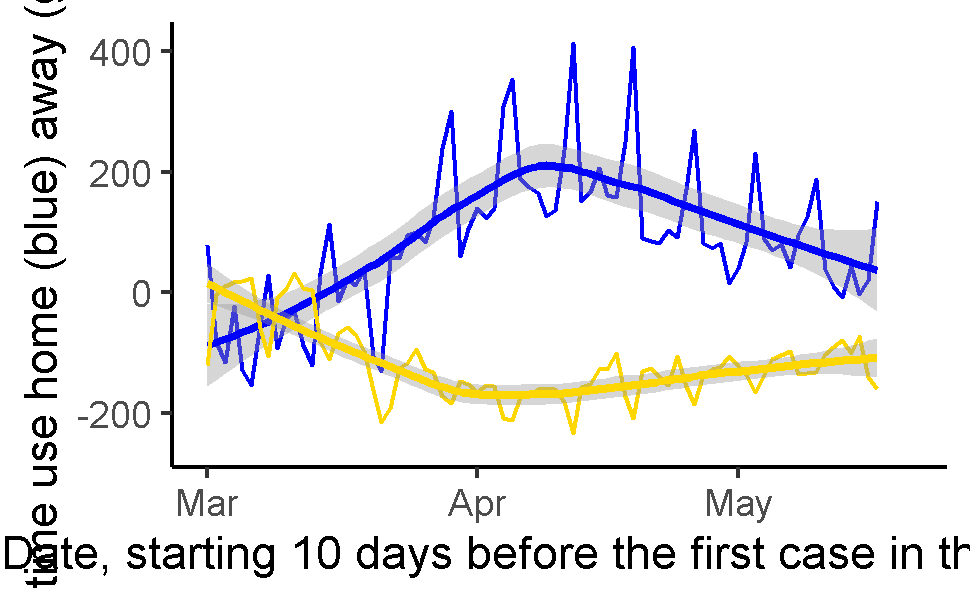 time use home (blue) away (
400
200
0
-200
Mar
Apr
May
Date, starting 10 days before the first case in th